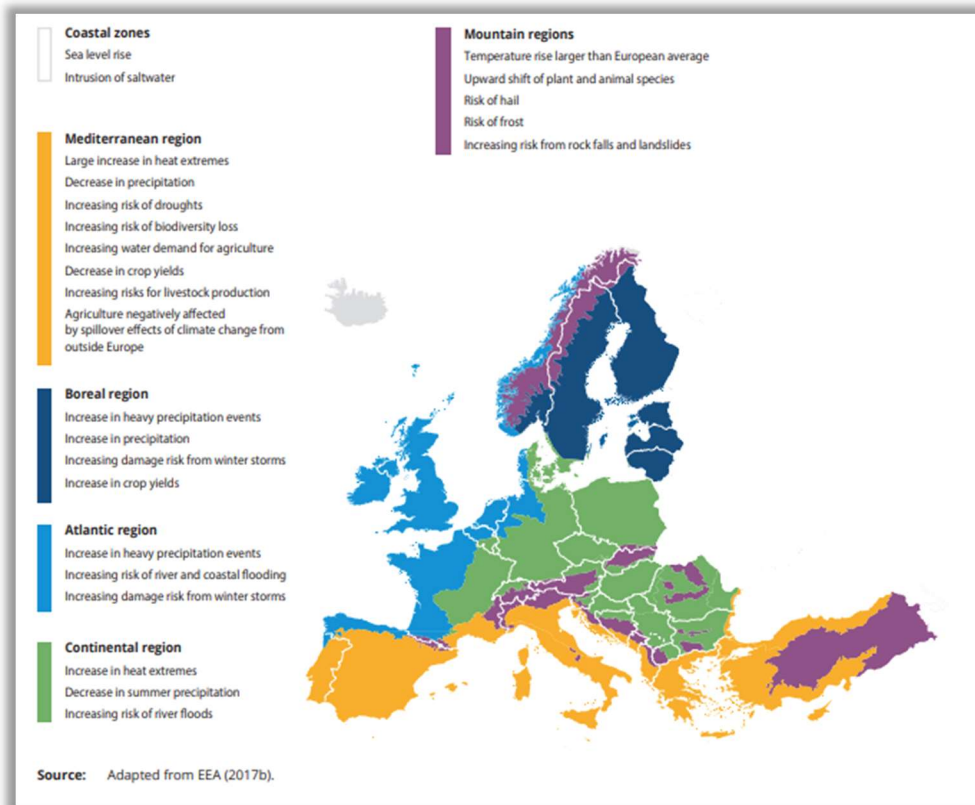 Coastal zones
Sea level rise
Intrusion of saltwater
Mediterranean region
Large increase in heat extremes
Decrease in precipitation
Increasing risk of droughts
Increasing risk of biodiversity loss
Increasing water demand for agriculture
Decrease in crop yields
Increasing risks for livestock production
Agriculture negatively affected
by spillover effects of climate change from
outside Europe
Boreal region
Increase in heavy precipitation events
Increase in precipitation
Increasing damage risk from winter storms
Increase in crop yields
Atlantic region
Increase in heavy precipitation events
Increasing risk of river and coastal flooding
Increasing damage risk from winter storms
Continental region
Increase in heat extremes
Decrease in summer precipitation
Increasing risk of river floods
Mountain regions
Temperature rise larger than European average
Upward shift of plant and animal species
Risk of hail
Risk of frost
Increasing risk from rock falls and landslides
Source: Adapted from EEA (2017b).